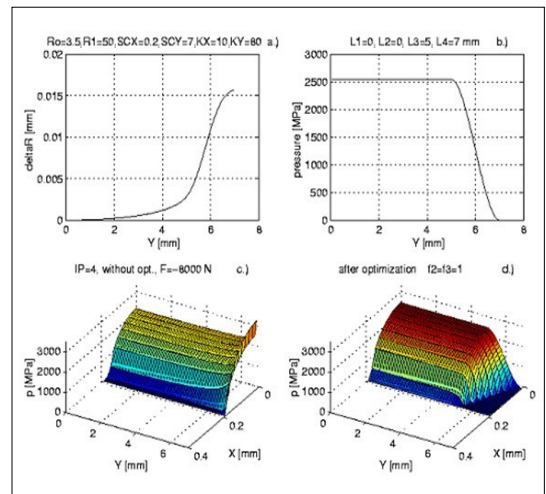 Ro=3.5,R1=50,SCX=0.2,SCY=7,KX=10,KY=80 a.)
0.02
0.015
0.01
0.005
0
deltaR [mm]
0 2 4 6 8
Y [mm]
L1=0, L2=0, L3=5, L4=7 mm b.)
3000
2500
2000
1500
1000
500
0
pressure [MPa]
0 2 4 6 8
Y [mm]
IP=4, without opt., F=-8000 N c.)
3000
2000
1000
0
p [MPa]
0 2 4 6
Y [mm]
0.4 0.2 0
X [mm]
after optimization f2=f3=1 d.)
3000
2000
1000
0
p [MPa]
0 2 4 6
Y [mm]
0.4 0.2 0
X [mm]